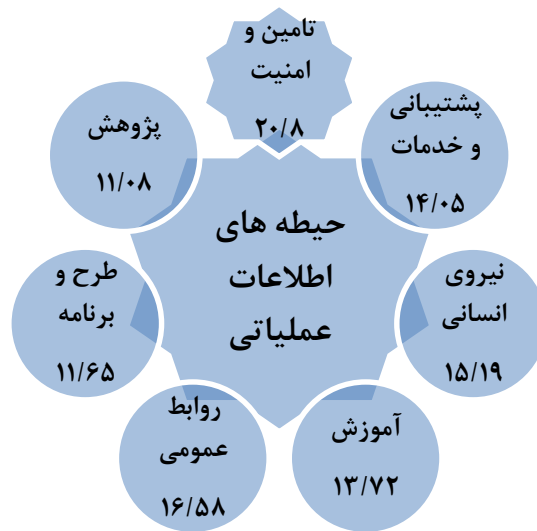 تامین و
امنیت
۲۰/۸
پشتیبانی
و خدمات
۱۴/۰۵
نیروی
انسانی
۱۵/۱۹
آموزش
۱۳/۷۲
روابط
عمومی
۱۶/۵۸
طرح و
برنامه
۱۱/۶۵
پژوهش
۱۱/۰۸
حیطه های
اطلاعات
عملیاتی